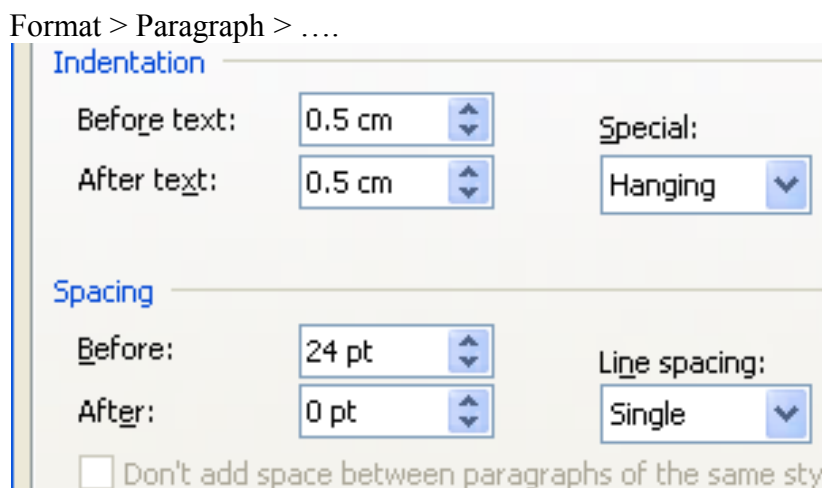 Format > Paragraph > ….
Indentation
Before text: 0.5 cm Special:
After text: 0.5 cm Hanging
Spacing
Before: 24 pt Line spacing:
After: 0 pt Single
Don't add space between paragraphs of the same